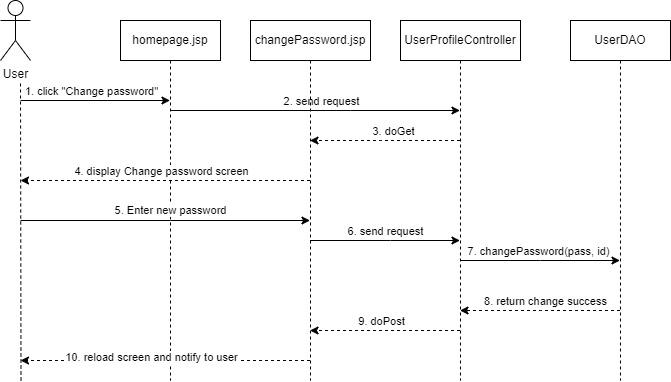 homepage.jsp
changePassword.jsp
UserProfileController
UserDAO
User
1. click "Change password"
2. send request
3. doGet
4. display Change password screen
5. Enter new password
6. send request
7. changePassword(pass, id)
8. return change success
9. doPost
10. reload screen and notify to user